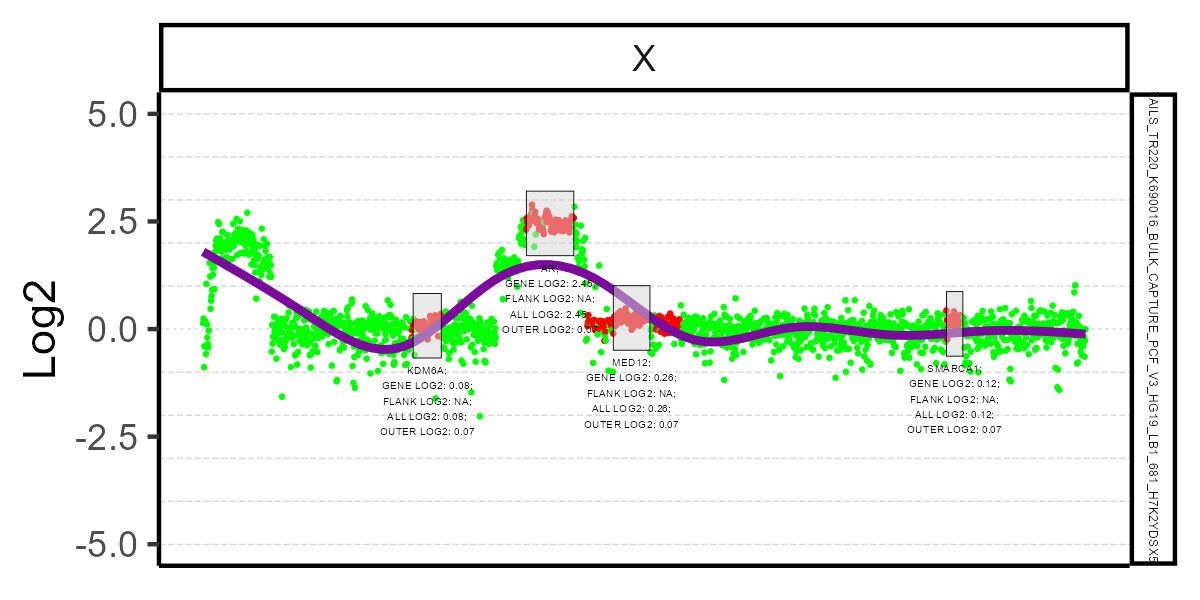 X
5.0
2.5
0.0
-2.5
-5.0
Log2
AR;
GENE LOG2: 2.45;
FLANK LOG2: NA;
ALL LOG2: 2.45;
OUTER LOG2: 0.07
KDM6A;
GENE LOG2: 0.08;
FLANK LOG2: NA;
ALL LOG2: 0.08;
OUTER LOG2: 0.07
MED12;
GENE LOG2: 0.26;
FLANK LOG2: NA;
ALL LOG2: 0.26;
OUTER LOG2: 0.07
SMARCA1;
GENE LOG2: 0.12;
FLANK LOG2: NA;
ALL LOG2: 0.12;
OUTER LOG2: 0.07
AILS_TR220_K690016_BULK_CAPTURE_PCF_V3_HG19_LB1_681_H7K2YDSX5